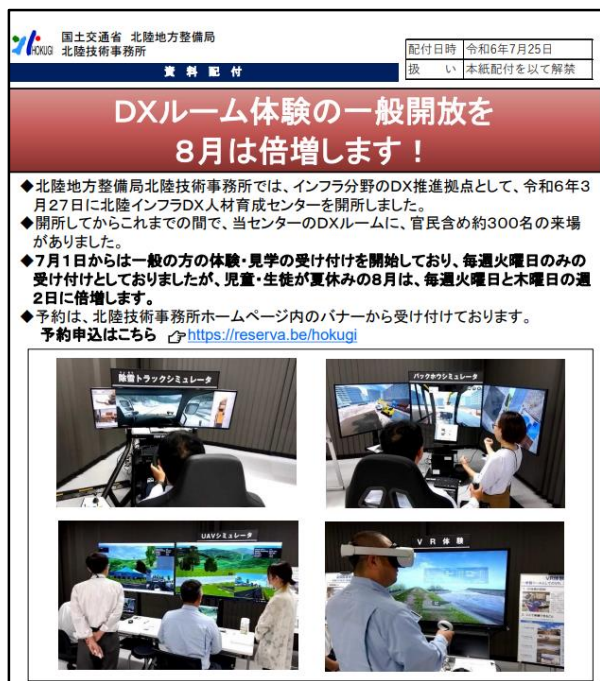 国土交通省 北陸地方整備局
HOKUGI 北陸技術事務所
配付日時 令和6年7月25日
資料配付
扱い 本紙配付を以て解禁
DXルーム体験の一般開放を
8月は倍増します！
◆北陸地方整備局北陸技術事務所では、インフラ分野のDX推進拠点として、令和6年3
月27日に北陸インフラDX人材育成センターを開所しました。
◆開所してからこれまでの間で、当センターのDXルームに、官民含め約300名の来場
がありました。
◆7月1日からは一般の方の体験・見学の受け付けを開始しており、毎週火曜日のみの
受け付けとしておりましたが、児童・生徒が夏休みの8月は、毎週火曜日と木曜日の週
2日に倍増します。
◆予約は、北陸技術事務所ホームページ内のバナーから受け付けております。
予約申込はこちら https://reserva.be/hokugi
除雪トラックシミュレータ
バックホウシミュレータ
UAVシミュレータ
VR体験